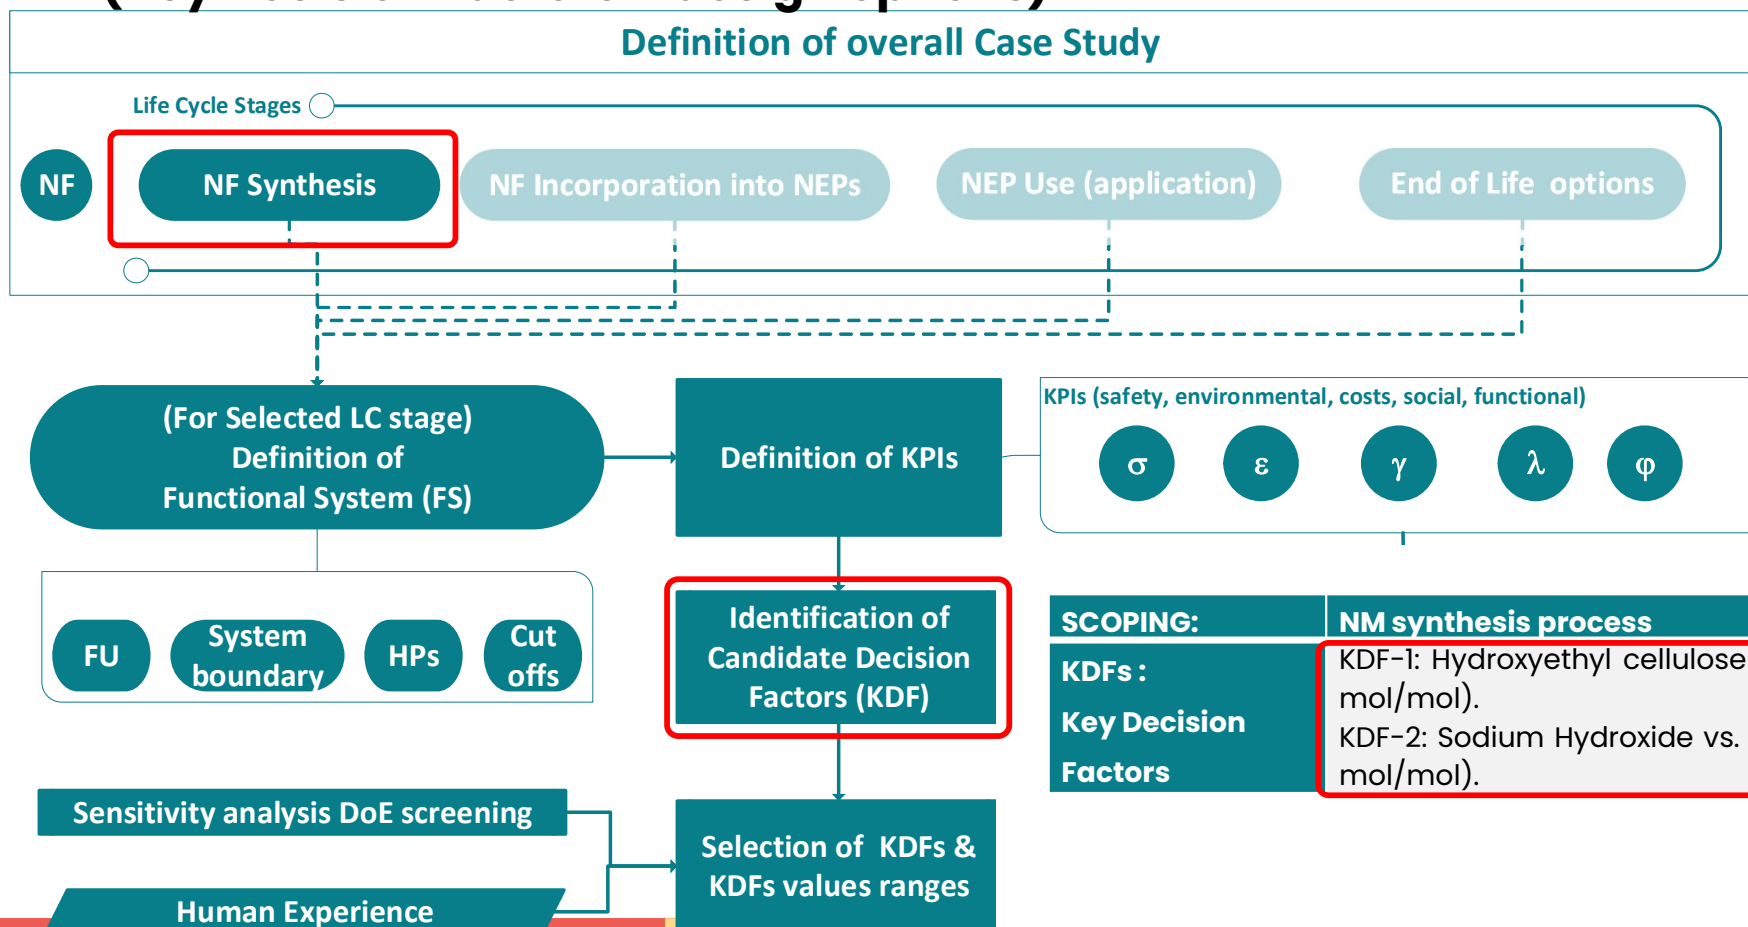 Definition of overall Case Study
Life Cycle Stages
NF
NF Synthesis
NF Incorporation into NEPs
NEP Use (application)
End of Life options
(For Selected LC stage)
Definition of
Functional System (FS)
Definition of KPIs
KPIs (safety, environmental, costs, social, functional)
σ
ε
γ
λ
φ
FU
System
boundary
HPs
Cut
offs
Identification of
Candidate Decision
Factors (KDF)
SCOPING:
NM synthesis process
KDFs :
Key Decision
Factors
KDF-1: Hydroxyethyl cellulose
mol/mol).
KDF-2: Sodium Hydroxide vs.
mol/mol).
Sensitivity analysis DoE screening
Human Experience
Selection of KDFs &
KDFs values ranges